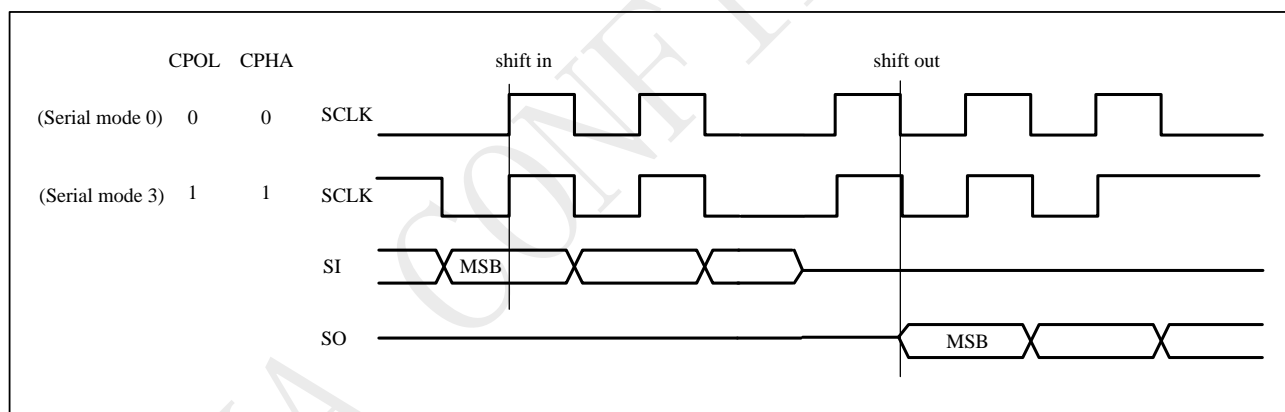 CPOL CPHA shift in shift out
(Serial mode 0) 0 0 SCLK
(Serial mode 3) 1 1 SCLK
SI MSB
SO MSB